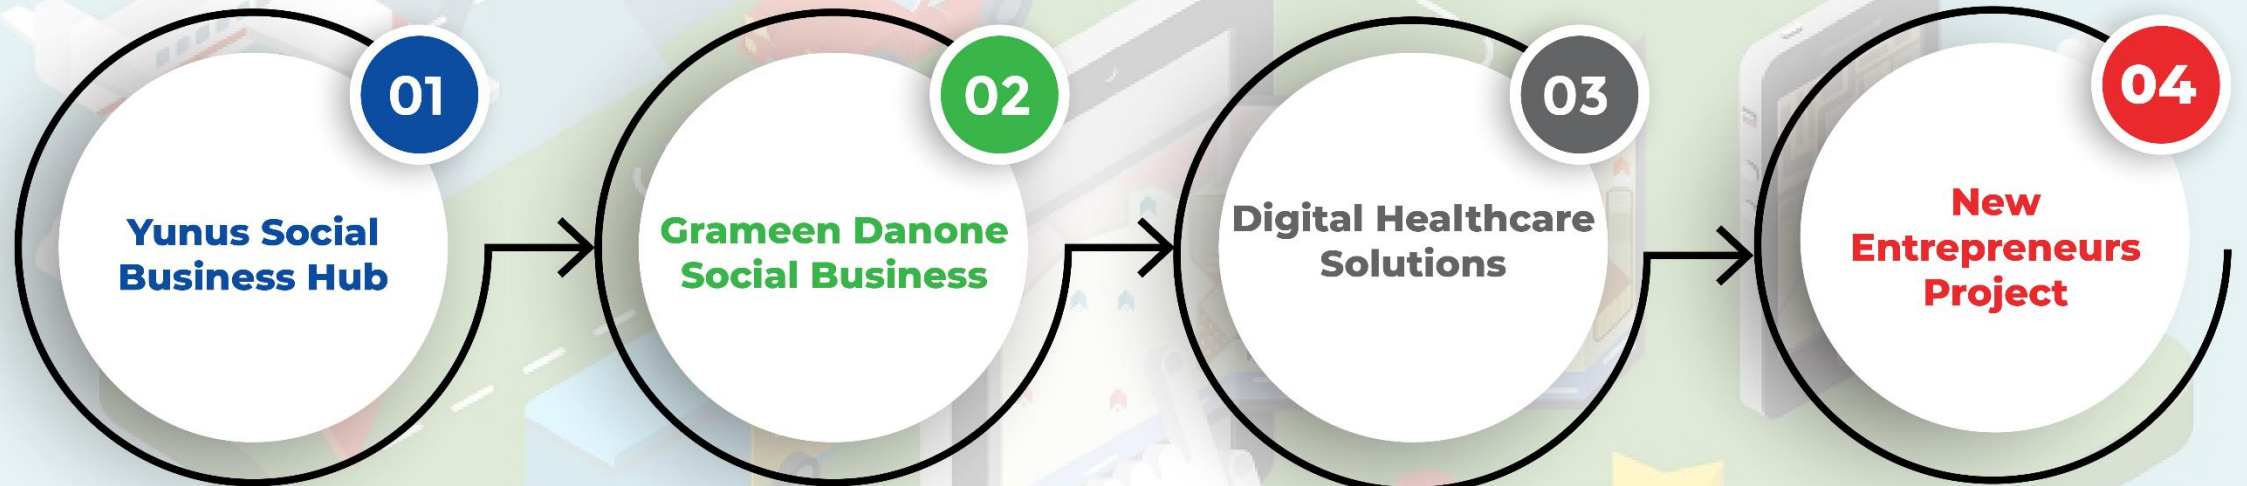 01
Yunus Social
Business Hub
02
Grameen Danone
Social Business
03
Digital Healthcare
Solutions
04
New
Entrepreneurs
Project